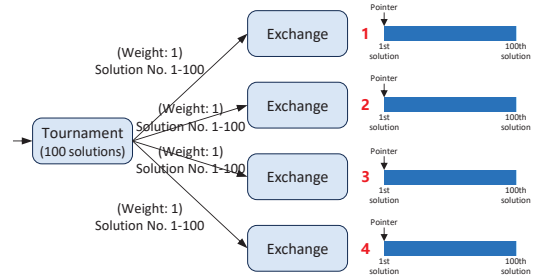 Pointer
(Weight: 1)
Solution No. 1-100
Exchange
1
1st
solution
100th
solution
Pointer
(Weight: 1)
Solution No. 1-100
Exchange
2
1st
solution
100th
solution
Tournament
(100 solutions)
Pointer
(Weight: 1)
Solution No. 1-100
Exchange
3
1st
solution
100th
solution
Pointer
(Weight: 1)
Solution No. 1-100
Exchange
4
1st
solution
100th
solution